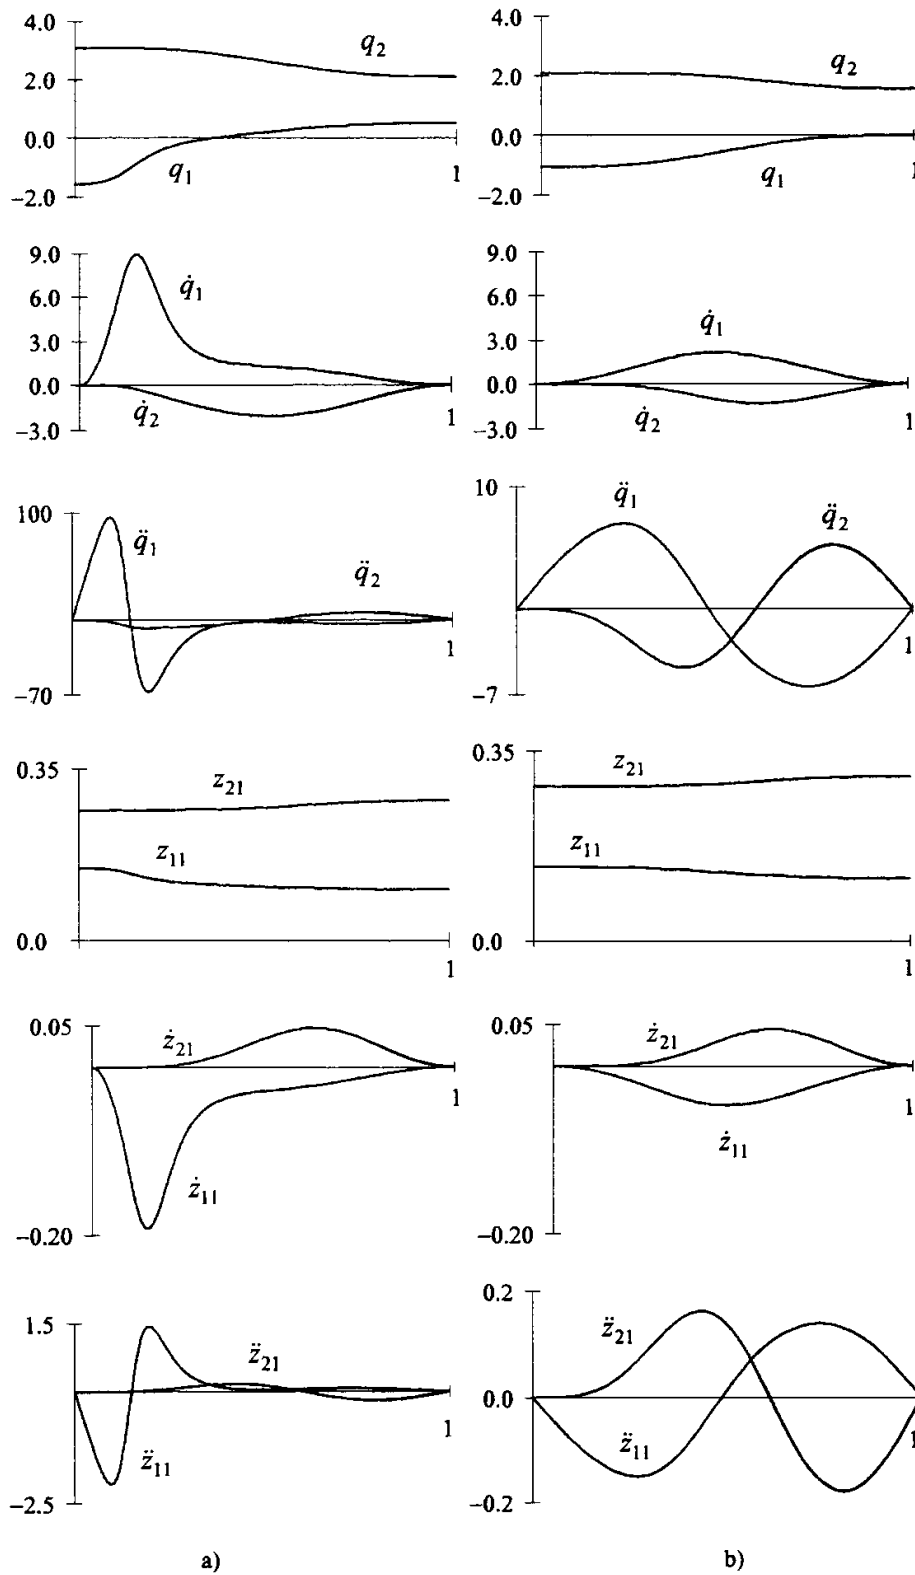 4.0
2.0
0.0
−2.0
q₂
q₁
1
4.0
2.0
0.0
−2.0
q₂
q₁
1
9.0
6.0
3.0
0.0
−3.0
q̇₁
q̇₂
1
9.0
6.0
3.0
0.0
−3.0
q̇₁
q̇₂
1
100
−70
q̈₁
q̈₂
1
10
−7
q̈₁
q̈₂
1
0.35
0.0
z₂₁
z₁₁
1
0.35
0.0
z₂₁
z₁₁
1
0.05
−0.20
ż₂₁
ż₁₁
1
0.05
−0.20
ż₂₁
ż₁₁
1
1.5
−2.5
z̈₂₁
z̈₁₁
1
0.2
0.0
−0.2
z̈₂₁
z̈₁₁
1
a)
b)